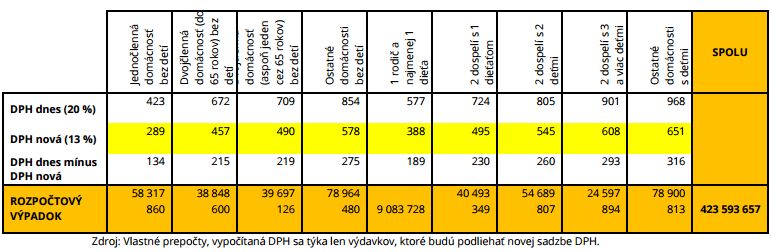 Jednočlenná
domácnosť
bez detí
Dvojčlenná
domácnosť (do
65 rokov) bez
detí
domácnosť
(aspoň jeden
cez 65 rokov)
Ostatné
domácnosti
bez detí
1 rodič a
najmenej 1
dieťa
2 dospelí s 1
dieťaťom
2 dospelí s 2
deťmi
2 dospelí s 3
a viac deťmi
Ostatné
domácnosti
s deťmi
SPOLU
DPH dnes (20 %) 423 672 709 854 577 724 805 901 968
DPH nová (13 %) 289 457 490 578 388 495 545 608 651
DPH dnes mínus 134 215 219 275 189 230 260 293 316
DPH nová
ROZPOČTOVÝ 58 317 38 848 39 697 78 964 40 493 54 689 24 597 78 900
VÝPADOK 860 600 126 480 9 083 728 349 807 894 813 423 593 657
Zdroj: Vlastné prepočty, vypočítaná DPH sa týka len výdavkov, ktoré budú podliehať novej sadzbe DPH.